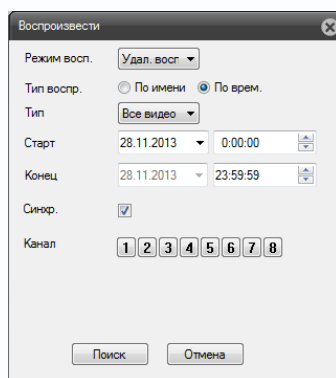 Воспроизвести
Режим восп. Удал. восп
Тип воспр. По имени По врем.
Тип Все видео
Старт 28.11.2013 0:00:00
Конец 28.11.2013 23:59:59
Синхр.
Канал 1 2 3 4 5 6 7 8
Поиск Отмена